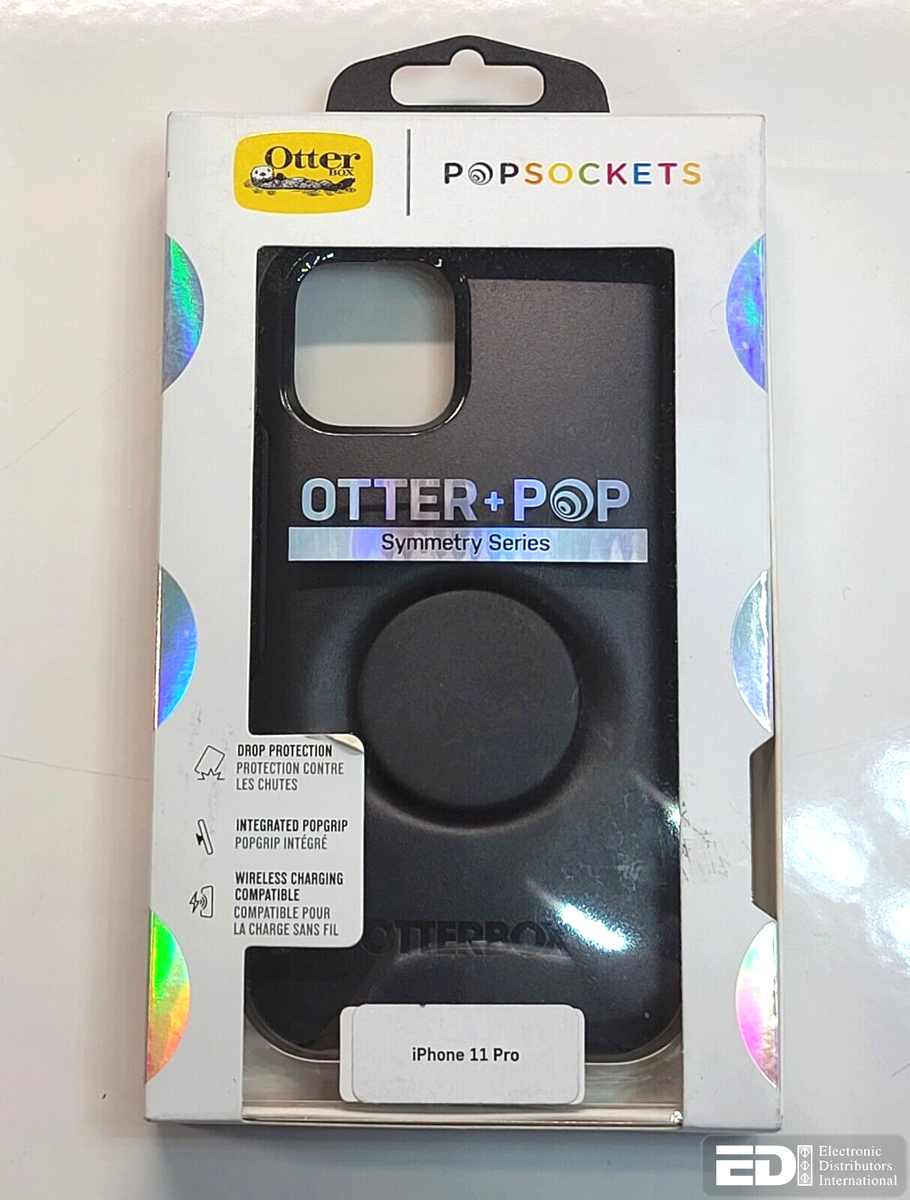 Otter
BOX
POPSOCKETS
OTTER + POP
Symmetry Series
DROP PROTECTION
PROTECTION CONTRE
LES CHUTES
INTEGRATED POPGRIP
POPGRIP INTÉGRÉ
WIRELESS CHARGING
COMPATIBLE
COMPATIBLE POUR
LA CHARGE SANS FIL
OTTERBOX
iPhone 11 Pro
EDI
Electronic
Distributors
International